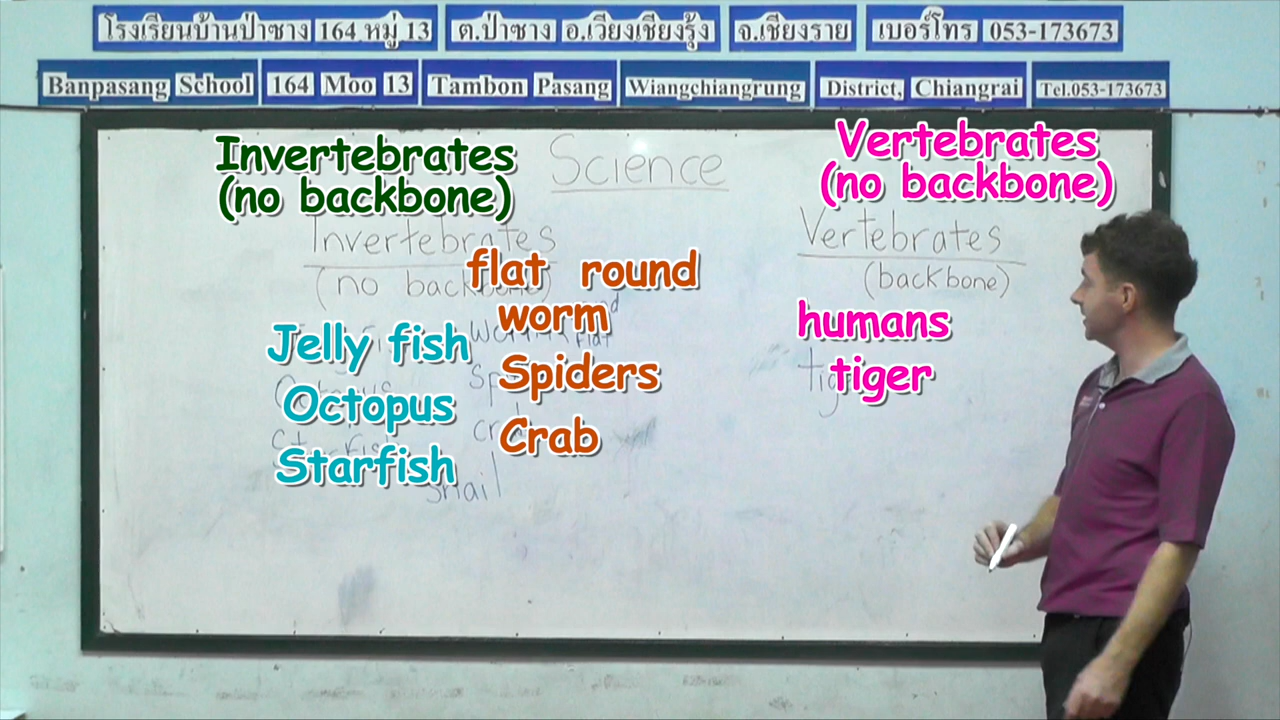 โรงเรียนบ้านป่าซาง 164 หมู่ 13 ต.ป่าซาง อ.เวียงเชียงรุ้ง จ.เชียงราย เบอร์โทร 053-173673
Banpasang School 164 Moo 13 Tambon Pasang Wiangchiangrung District, Chiangrai Tel.053-173673
Science
Invertebrates
(no backbone)
Invertebrates
(no backbone)
flat round
worm
flat
Jelly fish
Spiders
Octopus
Crab
Starfish
Snail
Vertebrates
(no backbone)
Vertebrates
(backbone)
humans
tiger